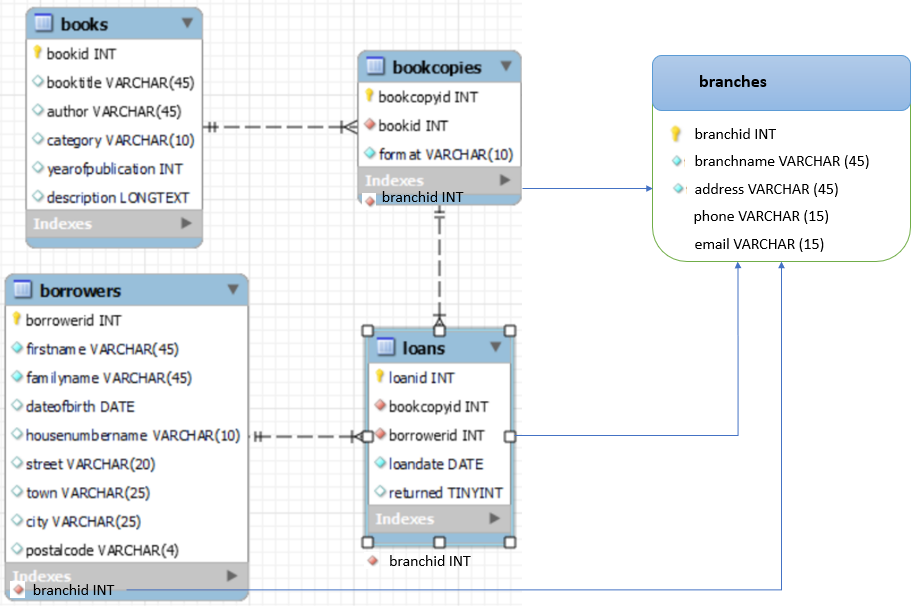 books
bookid INT
booktitle VARCHAR(45)
author VARCHAR(45)
category VARCHAR(10)
yearofpublication INT
description LONGTEXT
Indexes
bookcopies
bookcopyid INT
bookid INT
format VARCHAR(10)
Indexes
branchid INT
branches
branchid INT
branchname VARCHAR (45)
address VARCHAR (45)
phone VARCHAR (15)
email VARCHAR (15)
borrowers
borrowerid INT
firstname VARCHAR(45)
familyname VARCHAR(45)
dateofbirth DATE
housenumbername VARCHAR(10)
street VARCHAR(20)
town VARCHAR(25)
city VARCHAR(25)
postalcode VARCHAR(4)
Indexes
branchid INT
loans
loanid INT
bookcopyid INT
borrowerid INT
loandate DATE
returned TINYINT
Indexes
branchid INT